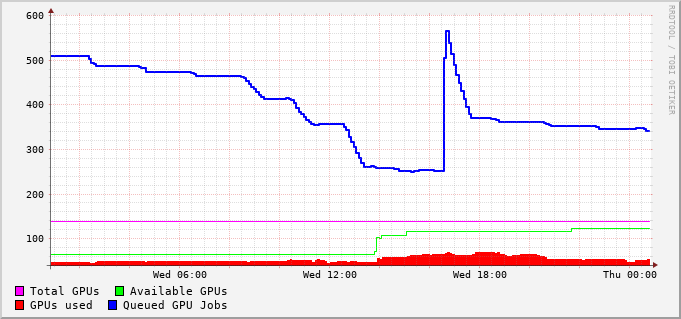 600
500
400
300
200
100
Wed 06:00 Wed 12:00 Wed 18:00 Thu 00:00
Total GPUs Available GPUs
GPUs used Queued GPU Jobs
RRDTOOL / TOBI OETIKER